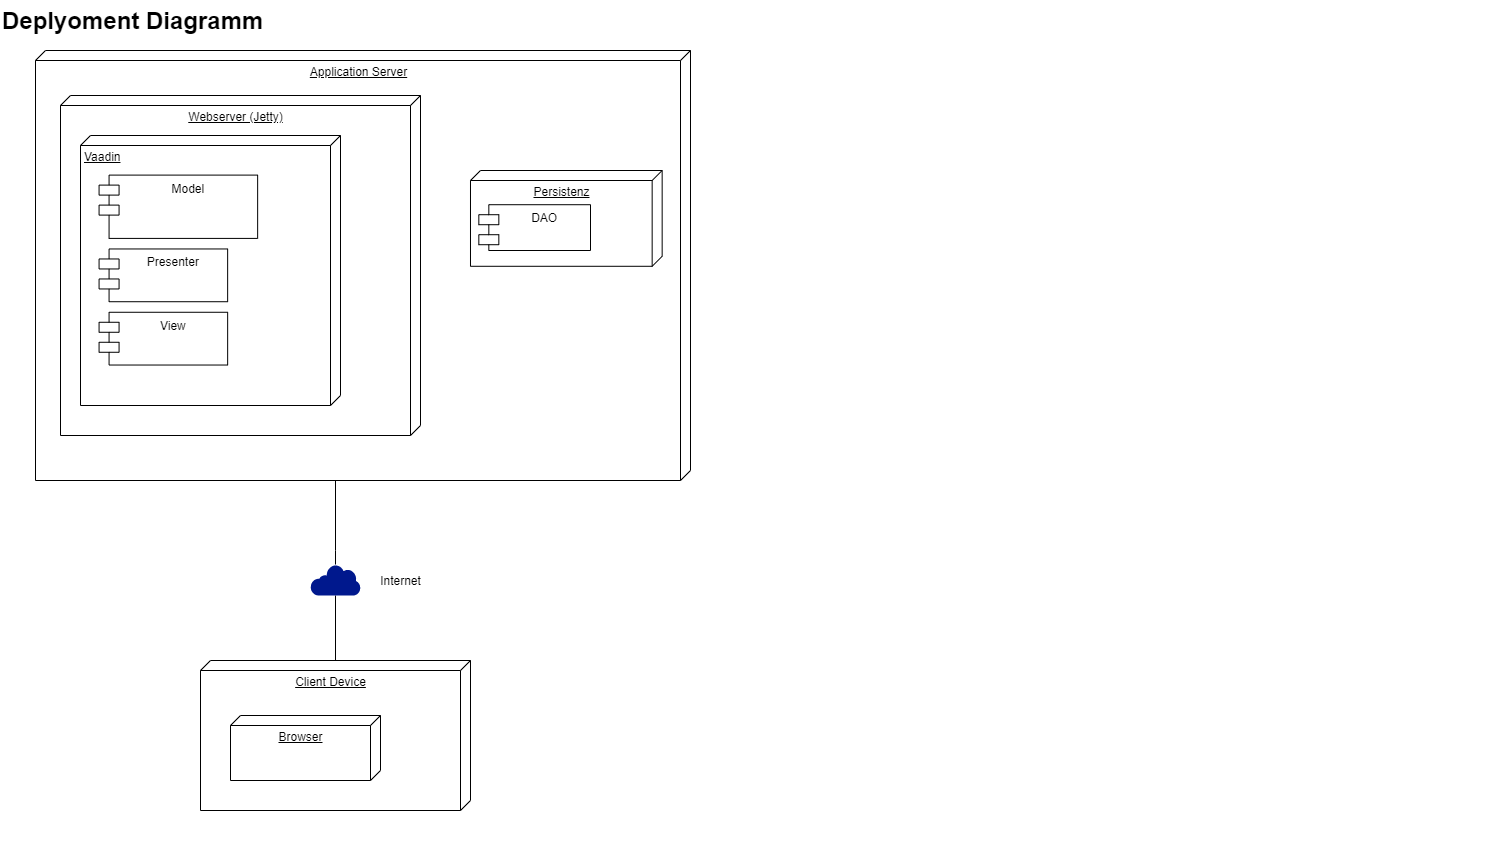 Deplyoment Diagramm
Application Server
Webserver (Jetty)
Vaadin
Model
Presenter
View
Persistenz
DAO
Internet
Client Device
Browser